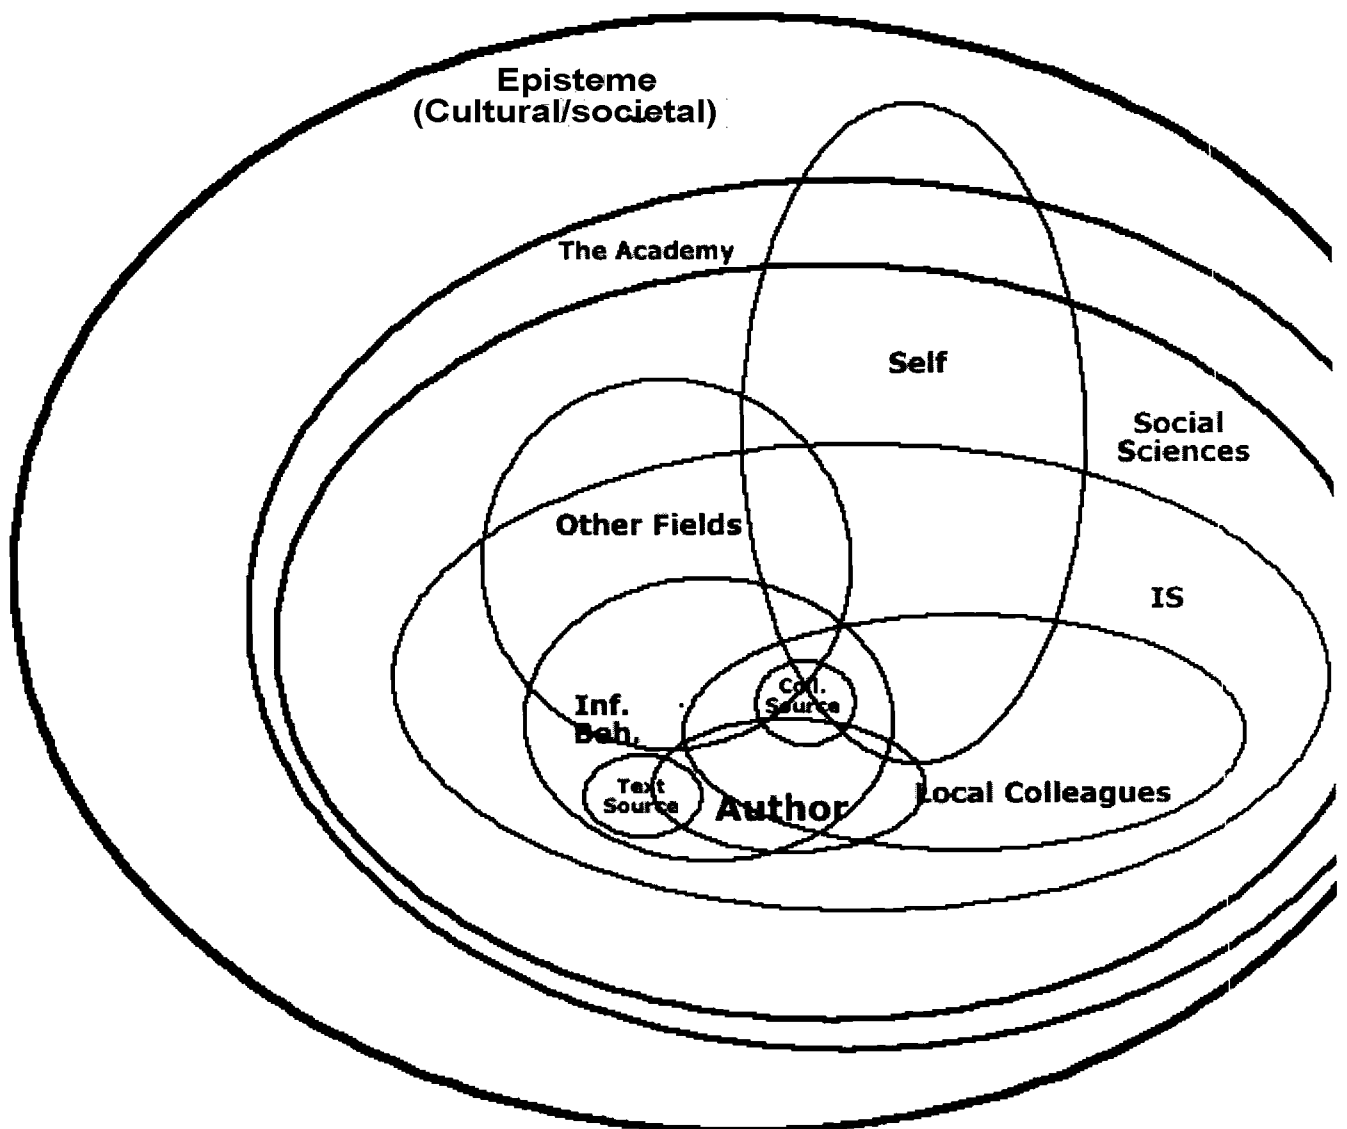 Episteme
(Cultural/societal)
The Academy
Self
Social
Sciences
Other Fields
IS
Inf.
Beh.
Coll.
Source
Text
Source
Author
Local Colleagues